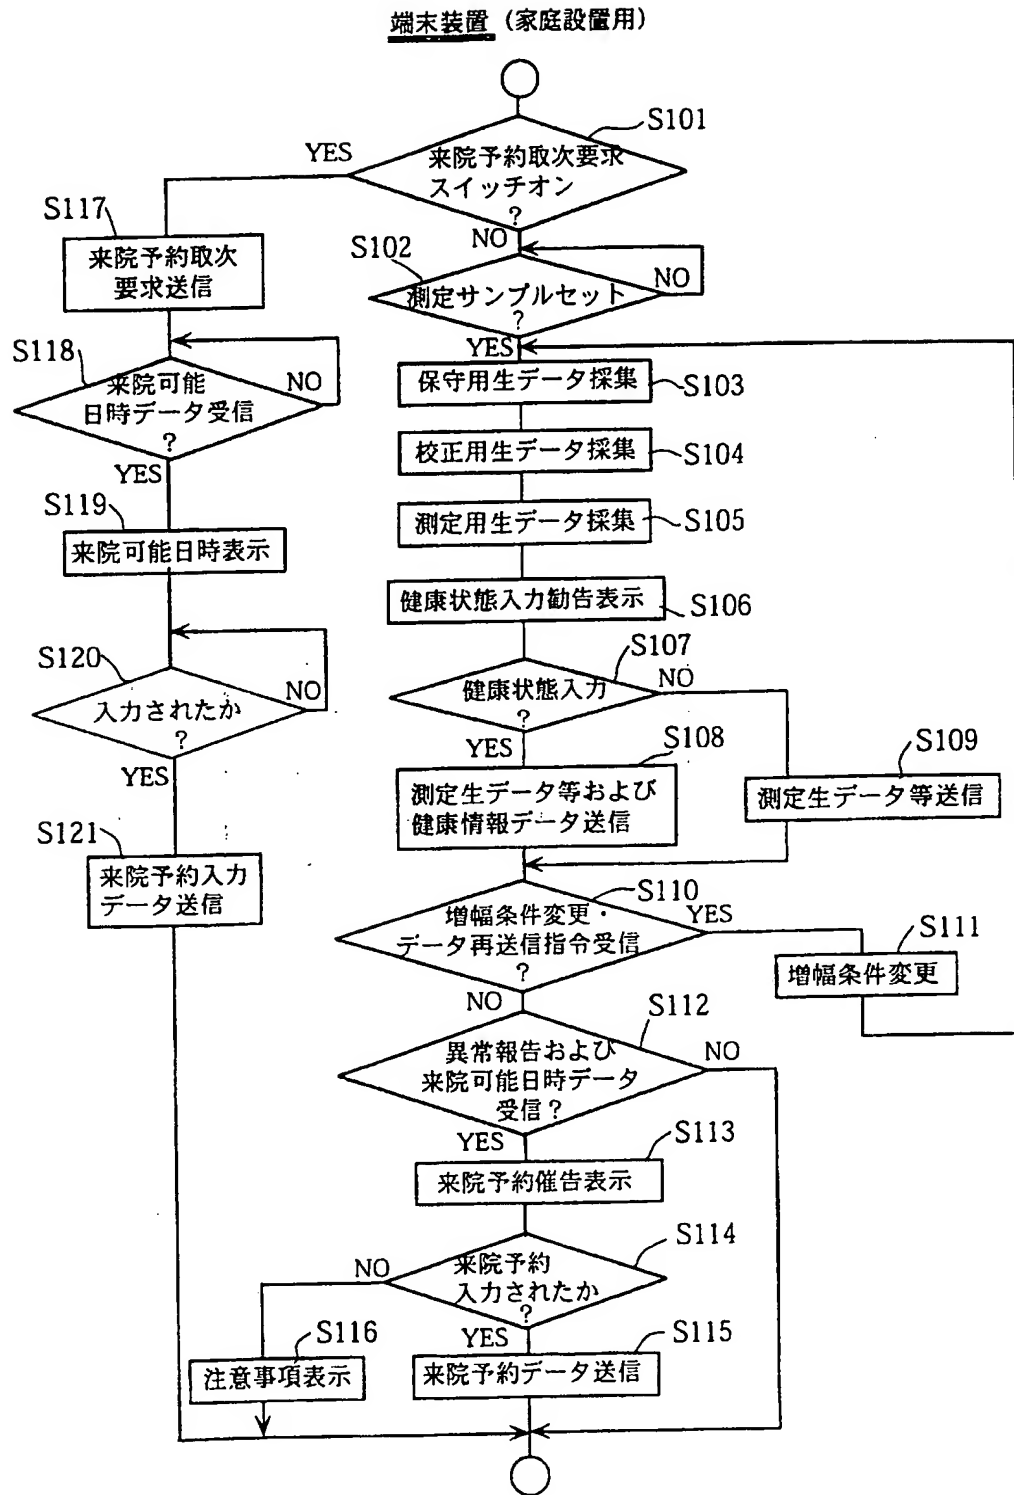 端末装置（家庭設置用）
S101
YES
来院予約取次要求
スイッチオン
？
NO
S117
来院予約取次
要求送信
S102
測定サンプルセット
？
NO
YES
S118
来院可能
日時データ受信
？
NO
YES
保守用生データ採集
S103
校正用生データ採集
S104
測定用生データ採集
S105
S119
来院可能日時表示
健康状態入力勧告表示
S106
S120
入力されたか
？
NO
YES
S107
健康状態入力
？
NO
YES
S108
測定生データ等および
健康情報データ送信
S109
測定生データ等送信
S121
来院予約入力
データ送信
S110
増幅条件変更・
データ再送信指令受信
？
YES
NO
S111
増幅条件変更
S112
異常報告および
来院可能日時データ
受信？
NO
YES
S113
来院予約催告表示
S114
来院予約
入力されたか
？
NO
YES
S116
注意事項表示
S115
来院予約データ送信